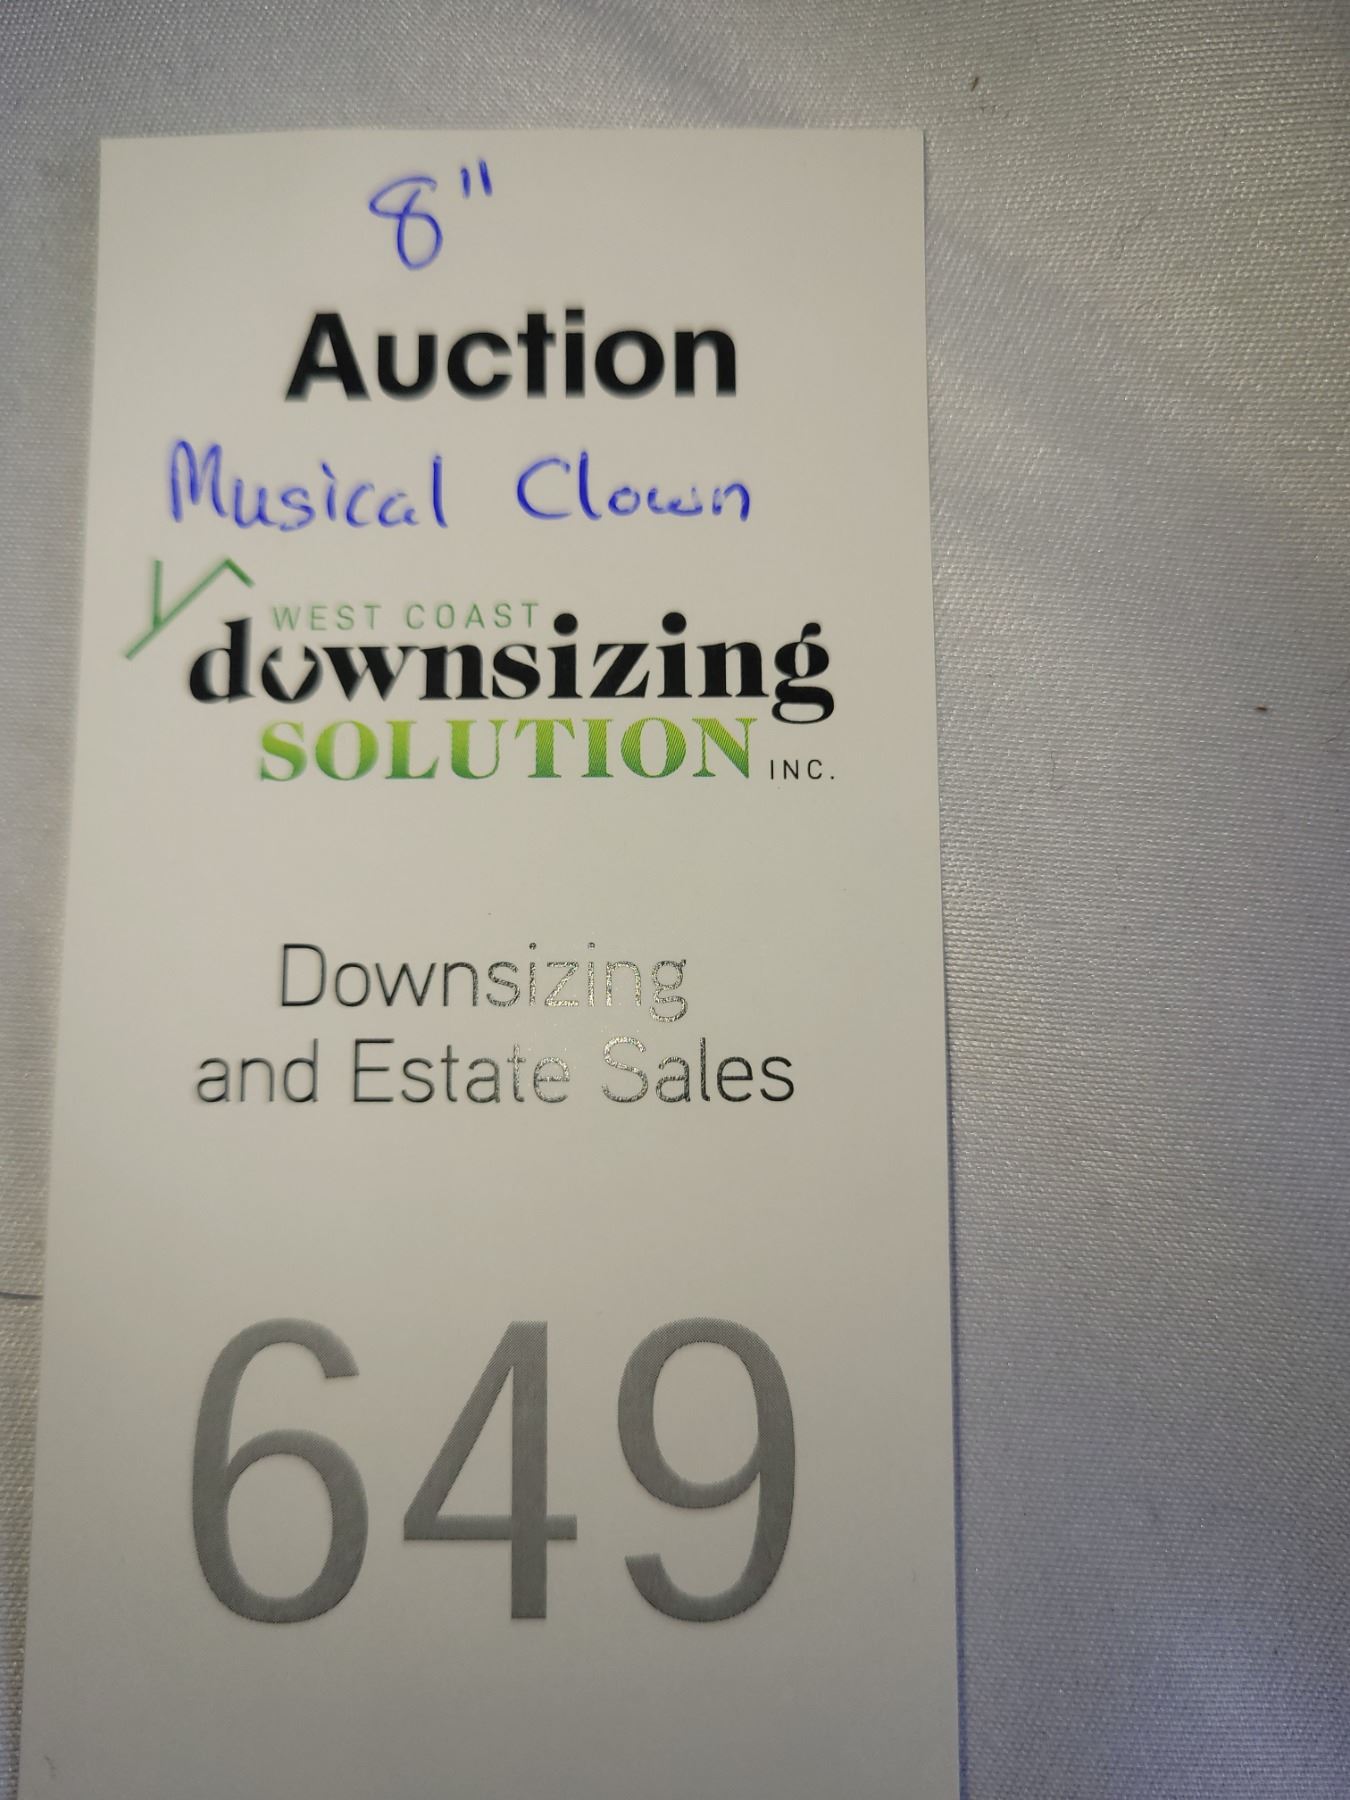 8"
Auction
Musical Clown
WEST COAST
downsizing
SOLUTION INC.
Downsizing
and Estate Sales
649